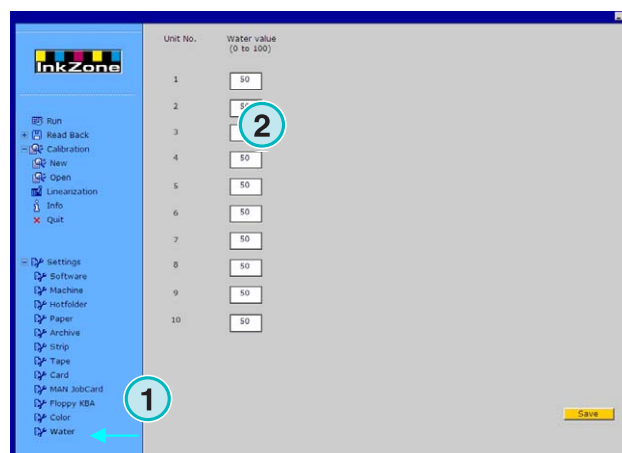 InkZone
Run
Read Back
Calibration
New
Open
Linearization
Info
Quit
Settings
Software
Machine
Hotfolder
Paper
Archive
Strip
Tape
Card
MAN JobCard
Floppy KBA
Color
Water
1
Unit No. Water value
(0 to 100)
1 50
2
3
2
4 50
5 50
6 50
7 50
8 50
9 50
10 50
Save